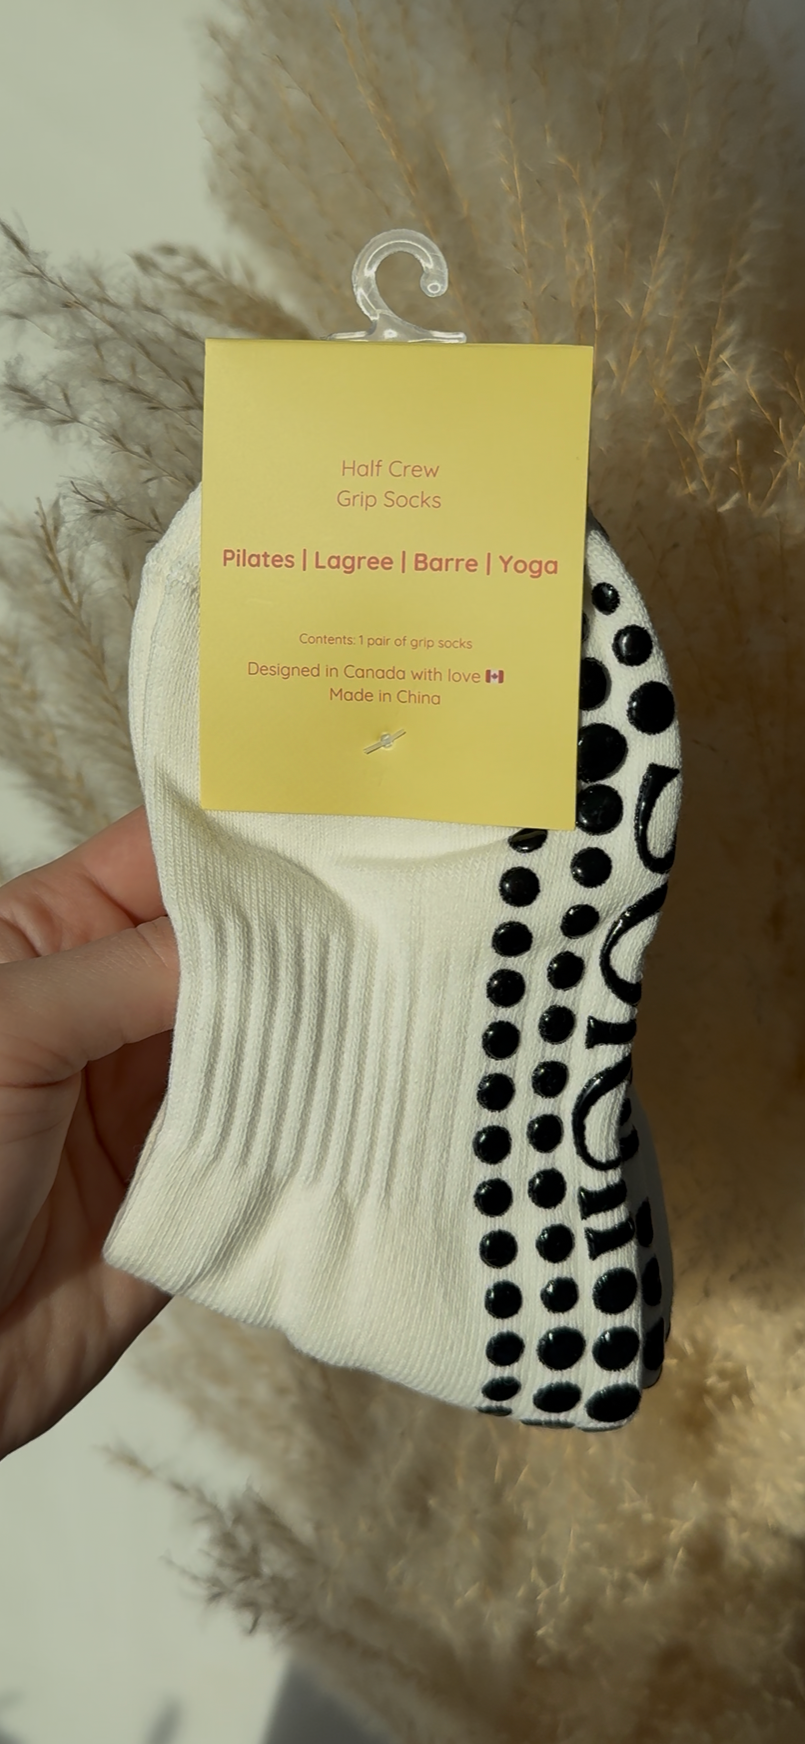 Half Crew
Grip Socks
Pilates | Lagree | Barre | Yoga
Contents: 1 pair of grip socks
Designed in Canada with love 🇨🇦
Made in China